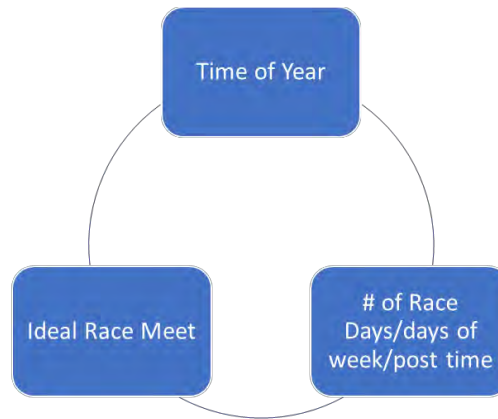 Time of Year
Ideal Race Meet
# of Race
Days/days of
week/post time